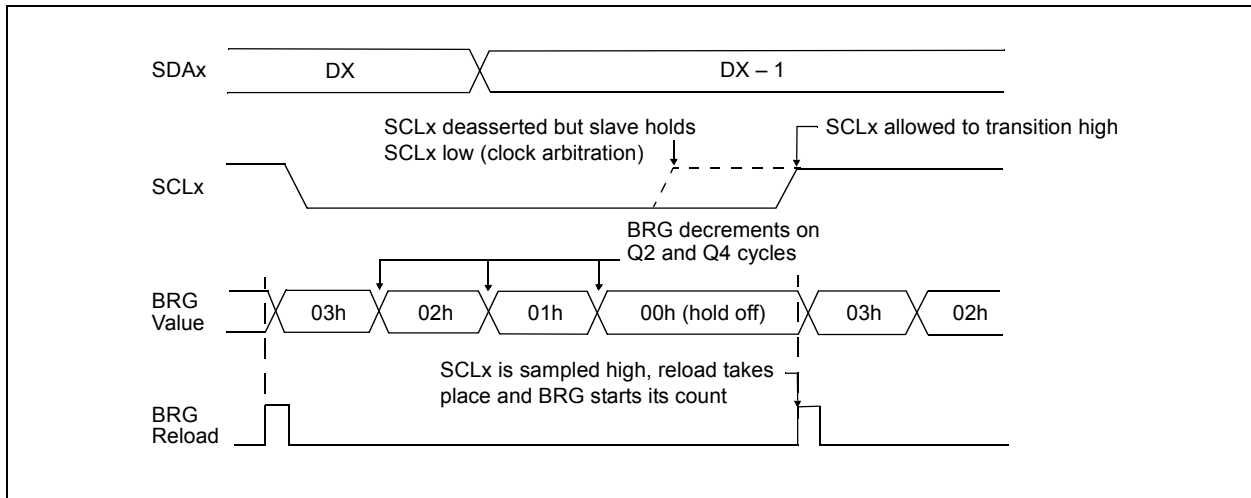 SDAx
DX
DX – 1
SCLx deasserted but slave holds
SCLx low (clock arbitration)
SCLx allowed to transition high
SCLx
BRG decrements on
Q2 and Q4 cycles
BRG
Value
03h
02h
01h
00h (hold off)
03h
02h
SCLx is sampled high, reload takes
place and BRG starts its count
BRG
Reload